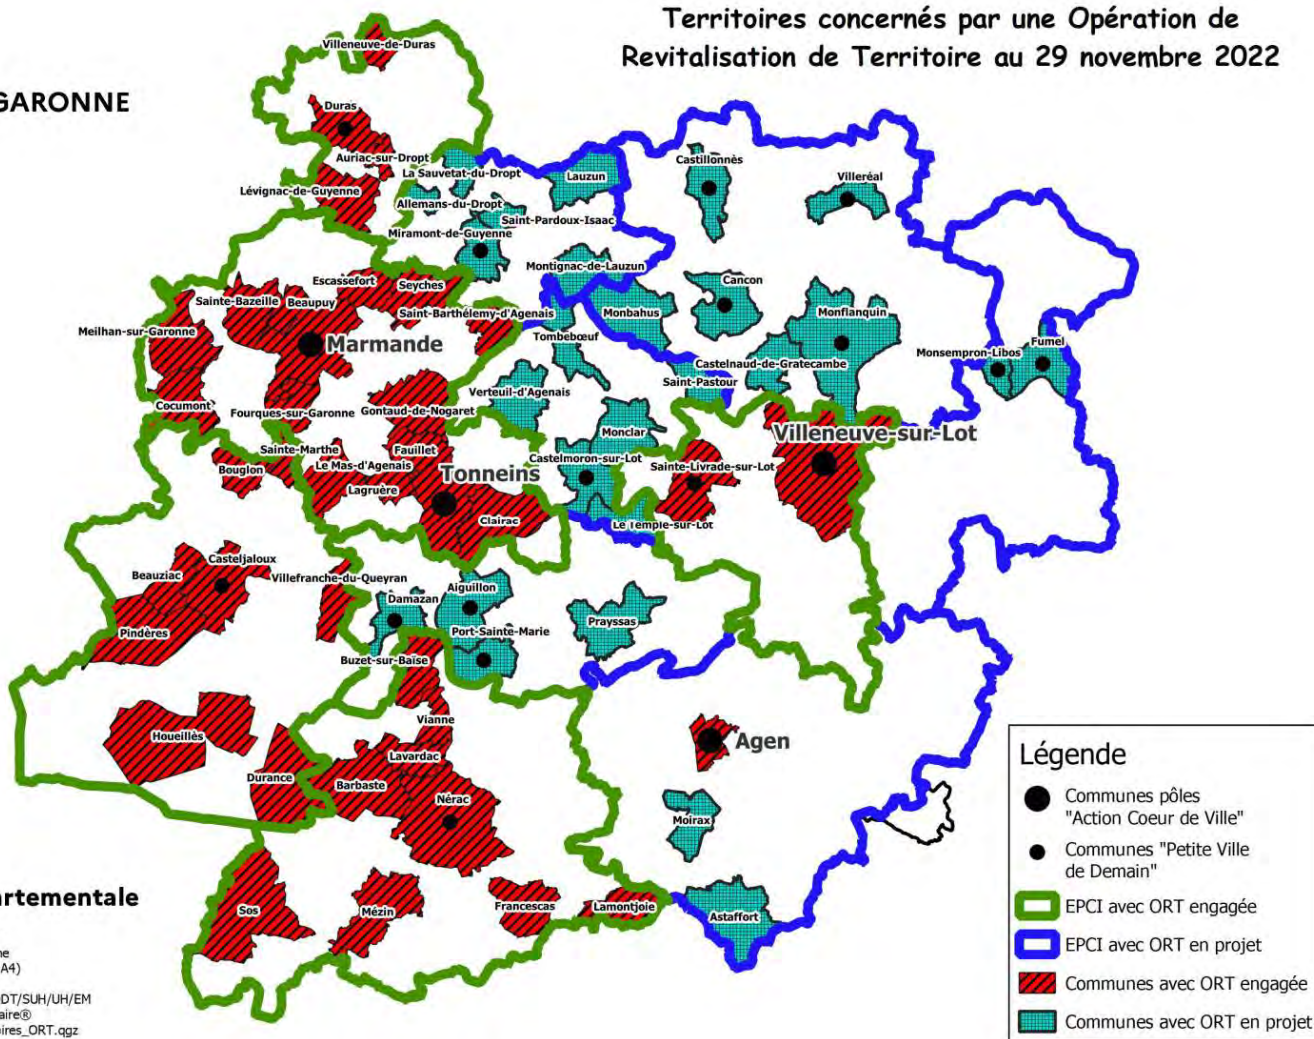 Territoires concernés par une Opération de
Revitalisation de Territoire au 29 novembre 2022
GARONNE
Villeneuve-de-Duras
Duras
Auriac-sur-Dropt
La Sauvetat-du-Dropt
Lauzun
Castillonnès
Villeréal
Lévignac-de-Guyenne
Allemans-du-Dropt
Saint-Pardoux-Isaac
Miramont-de-Guyenne
Montignac-de-Lauzun
Escassefort
Seyches
Cancon
Sainte-Bazeille
Beaupuy
Saint-Barthélemy-d'Agenais
Monbahus
Monflanquin
Meilhan-sur-Garonne
Marmande
Tombebœuf
Castelnaud-de-Gratecambe
Monsempron-Libos
Fumel
Saint-Pastour
Verteuil-d'Agenais
Cocumont
Fourques-sur-Garonne
Gontaud-de-Nogaret
Monclar
Villeneuve-sur-Lot
Sainte-Marthe
Fauillet
Bouglon
Le Mas-d'Agenais
Tonneins
Castelmoron-sur-Lot
Sainte-Livrade-sur-Lot
Lagruère
Clairac
Le Temple-sur-Lot
Casteljaloux
Beauziac
Villefranche-du-Queyran
Damazan
Aiguillon
Prayssas
Pindères
Port-Sainte-Marie
Buzet-sur-Baïse
Houeillès
Vianne
Agen
Lavardac
Durance
Barbaste
Nérac
Moirax
Sos
Mézin
Francescas
Lamontjoie
Astaffort
Légende
Communes pôles
"Action Coeur de Ville"
Communes "Petite Ville
de Demain"
EPCI avec ORT engagée
EPCI avec ORT en projet
Communes avec ORT engagée
Communes avec ORT en projet
artementale
ne
A4)
DT/SUH/UH/EM
aire®
ires_ORT.qgz